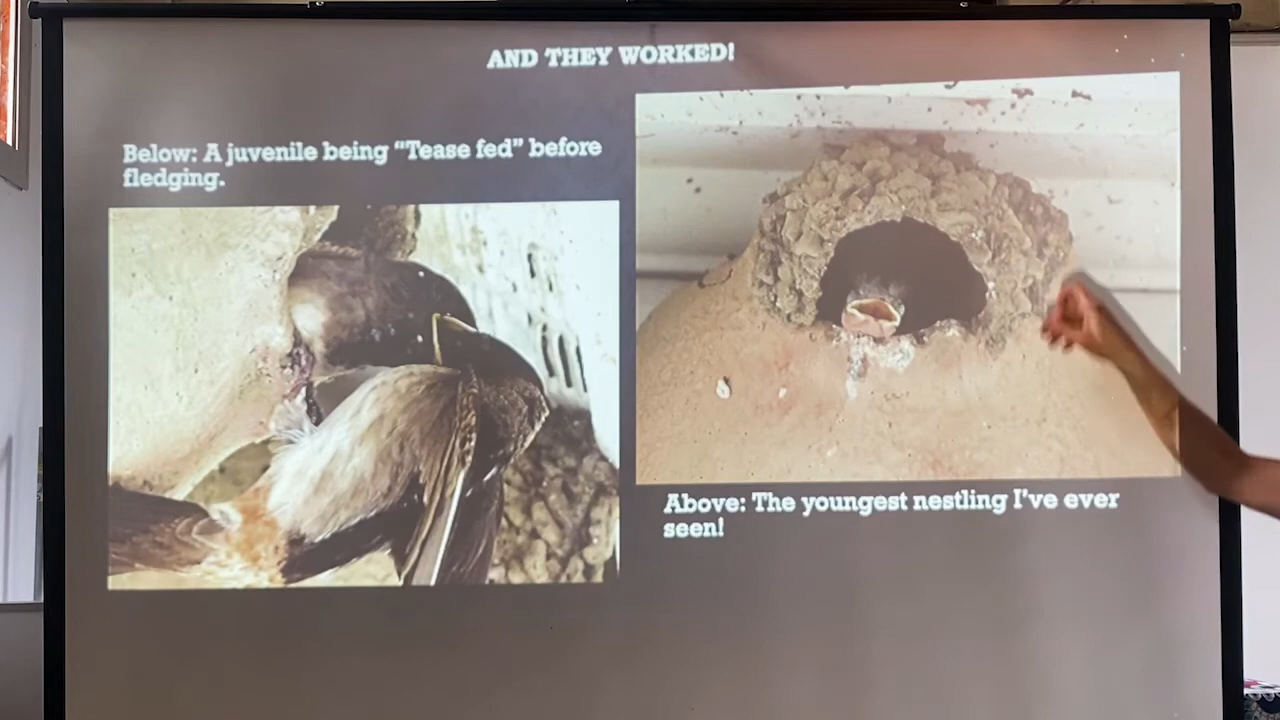 AND THEY WORKED!
Below: A juvenile being “Tease fed” before
fledging.
Above: The youngest nestling I've ever
seen!